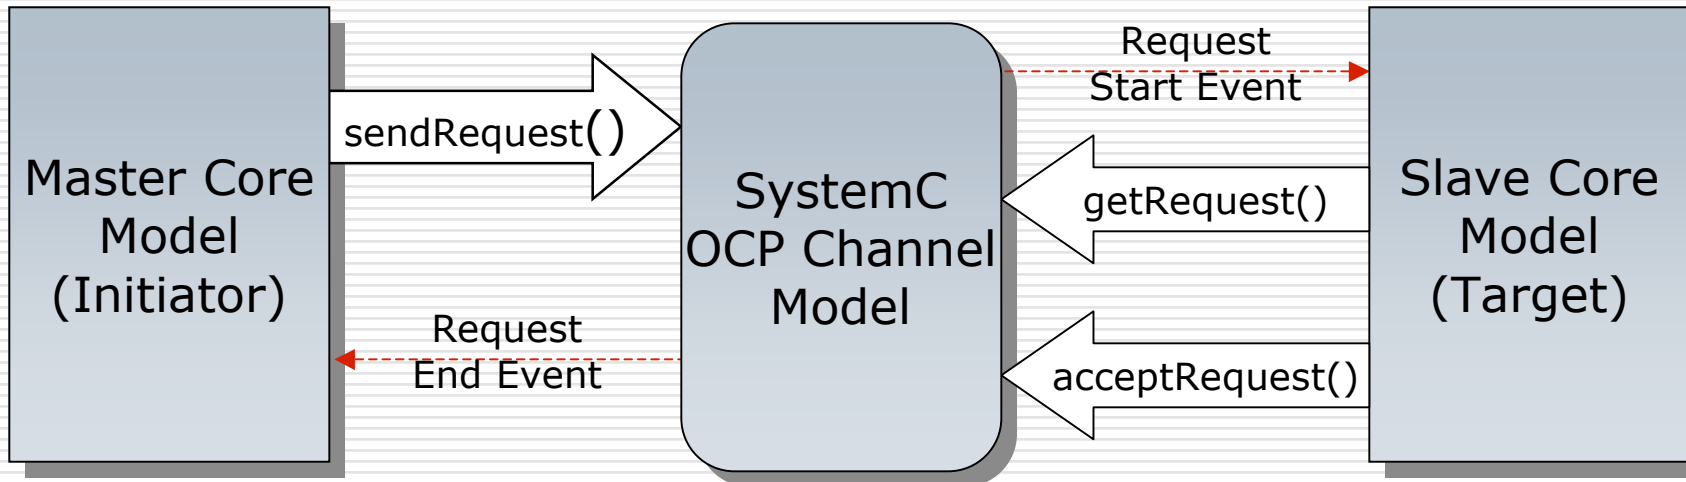 Master Core
Model
(Initiator)
sendRequest()
Request
End Event
SystemC
OCP Channel
Model
Request
Start Event
getRequest()
acceptRequest()
Slave Core
Model
(Target)